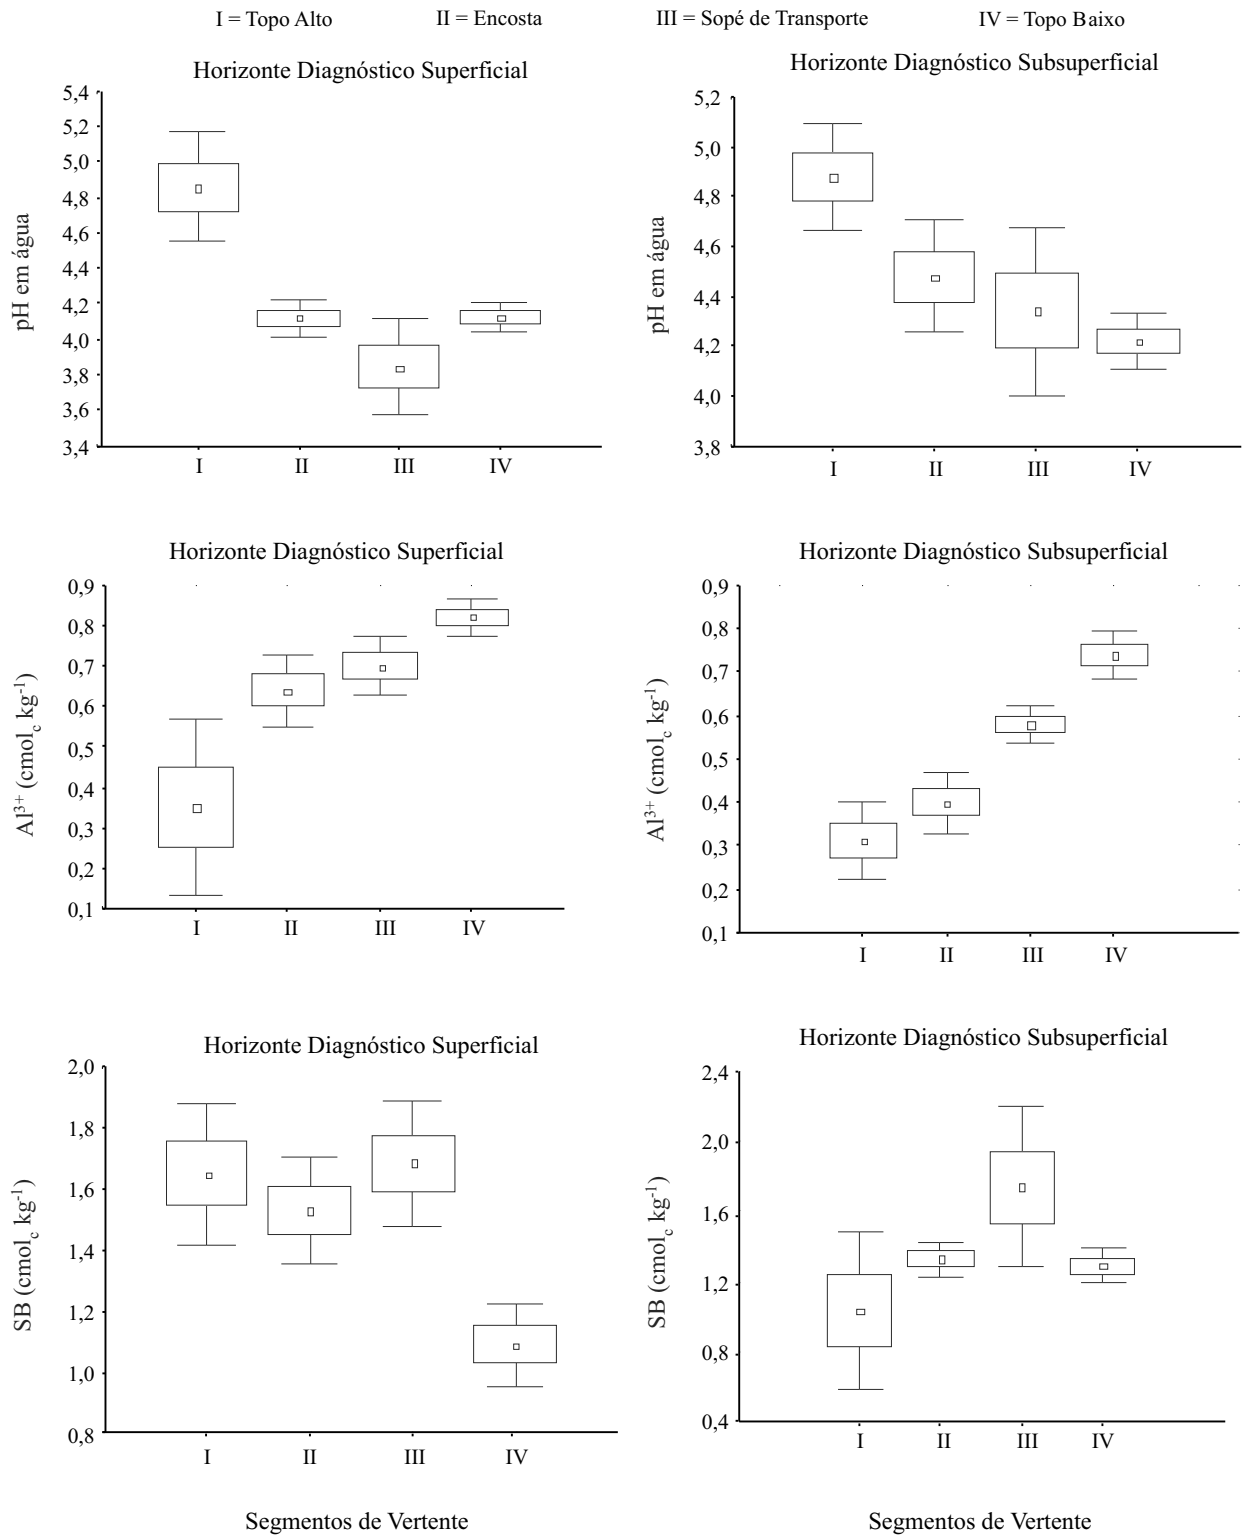 I = Topo Alto II = Encosta III = Sopé de Transporte IV = Topo Baixo
Horizonte Diagnóstico Superficial
pH em água
5,4
5,2
5,0
4,8
4,6
4,4
4,2
4,0
3,8
3,6
3,4
I II III IV
Horizonte Diagnóstico Subsuperficial
pH em água
5,2
5,0
4,8
4,6
4,4
4,2
4,0
3,8
I II III IV
Horizonte Diagnóstico Superficial
Al³⁺ (cmol_c kg⁻¹)
0,9
0,8
0,7
0,6
0,5
0,4
0,3
0,2
0,1
I II III IV
Horizonte Diagnóstico Subsuperficial
Al³⁺ (cmol_c kg⁻¹)
0,9
0,8
0,7
0,6
0,5
0,4
0,3
0,2
0,1
I II III IV
Horizonte Diagnóstico Superficial
SB (cmol_c kg⁻¹)
2,0
1,8
1,6
1,4
1,2
1,0
0,8
I II III IV
Segmentos de Vertente
Horizonte Diagnóstico Subsuperficial
SB (cmol_c kg⁻¹)
2,4
2,0
1,6
1,2
0,8
0,4
I II III IV
Segmentos de Vertente